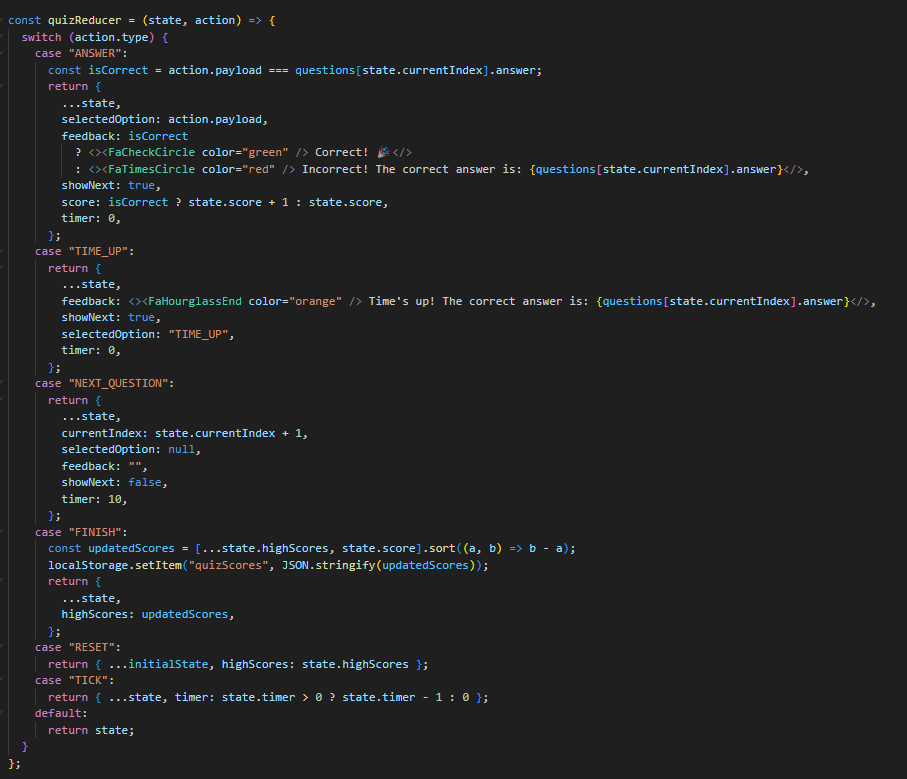 const quizReducer = (state, action) => {
  switch (action.type) {
    case "ANSWER":
      const isCorrect = action.payload === questions[state.currentIndex].answer;
      return {
        ...state,
        selectedOption: action.payload,
        feedback: isCorrect
          ? <><FaCheckCircle color="green" /> Correct! 🎉</>
          : <><FaTimesCircle color="red" /> Incorrect! The correct answer is: {questions[state.currentIndex].answer}</>,
        showNext: true,
        score: isCorrect ? state.score + 1 : state.score,
        timer: 0,
      };
    case "TIME_UP":
      return {
        ...state,
        feedback: <><FaHourglassEnd color="orange" /> Time's up! The correct answer is: {questions[state.currentIndex].answer}</>,
        showNext: true,
        selectedOption: "TIME_UP",
        timer: 0,
      };
    case "NEXT_QUESTION":
      return {
        ...state,
        currentIndex: state.currentIndex + 1,
        selectedOption: null,
        feedback: "",
        showNext: false,
        timer: 10,
      };
    case "FINISH":
      const updatedScores = [...state.highScores, state.score].sort((a, b) => b - a);
      localStorage.setItem("quizScores", JSON.stringify(updatedScores));
      return {
        ...state,
        highScores: updatedScores,
      };
    case "RESET":
      return { ...initialState, highScores: state.highScores };
    case "TICK":
      return { ...state, timer: state.timer > 0 ? state.timer - 1 : 0 };
    default:
      return state;
  }
};